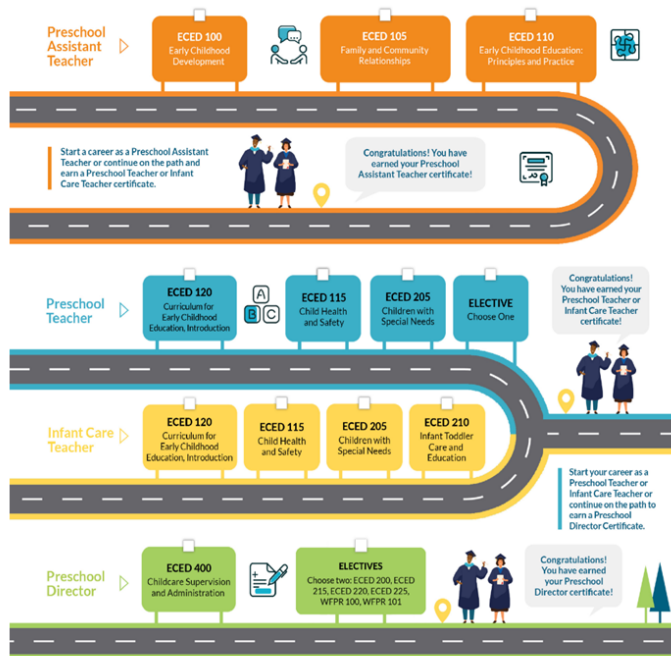 Preschool
Assistant
Teacher
ECED 100
Early Childhood
Development
ECED 105
Family and Community
Relationships
ECED 110
Early Childhood Education:
Principles and Practice
Start a career as a Preschool Assistant
Teacher or continue on the path and
earn a Preschool Teacher or Infant
Care Teacher certificate.
Congratulations! You have
earned your Preschool
Assistant Teacher certificate!
Preschool
Teacher
ECED 120
Curriculum for
Early Childhood
Education, Introduction
A
B C
ECED 115
Child Health
and Safety
ECED 205
Children with
Special Needs
ELECTIVE
Choose One
Congratulations!
You have earned your
Preschool Teacher or
Infant Care Teacher
certificate!
Infant Care
Teacher
ECED 120
Curriculum for
Early Childhood
Education, Introduction
ECED 115
Child Health
and Safety
ECED 205
Children with
Special Needs
ECED 210
Infant Toddler
Care and
Education
Start your career as a
Preschool Teacher or
Infant Care Teacher or
continue on the path to
earn a Preschool
Director Certificate.
Preschool
Director
ECED 400
Childcare Supervision
and Administration
ELECTIVES
Choose two: ECED 200, ECED
215, ECED 220, ECED 225,
WFPR 100, WFPR 101
Congratulations!
You have earned
your Preschool
Director certificate!